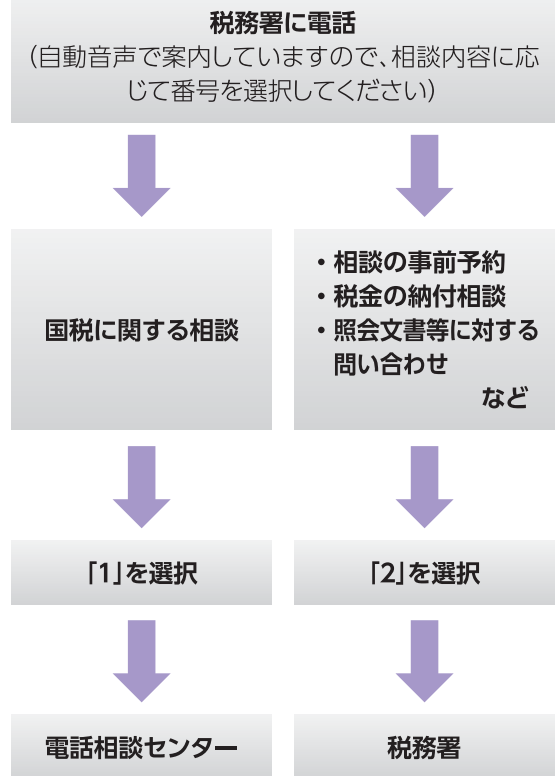 税務署に電話
(自動音声で案内していますので、相談内容に応
じて番号を選択してください)
国税に関する相談
・相談の事前予約
・税金の納付相談
・照会文書等に対する
問い合わせ
など
「1」を選択
「2」を選択
電話相談センター
税務署